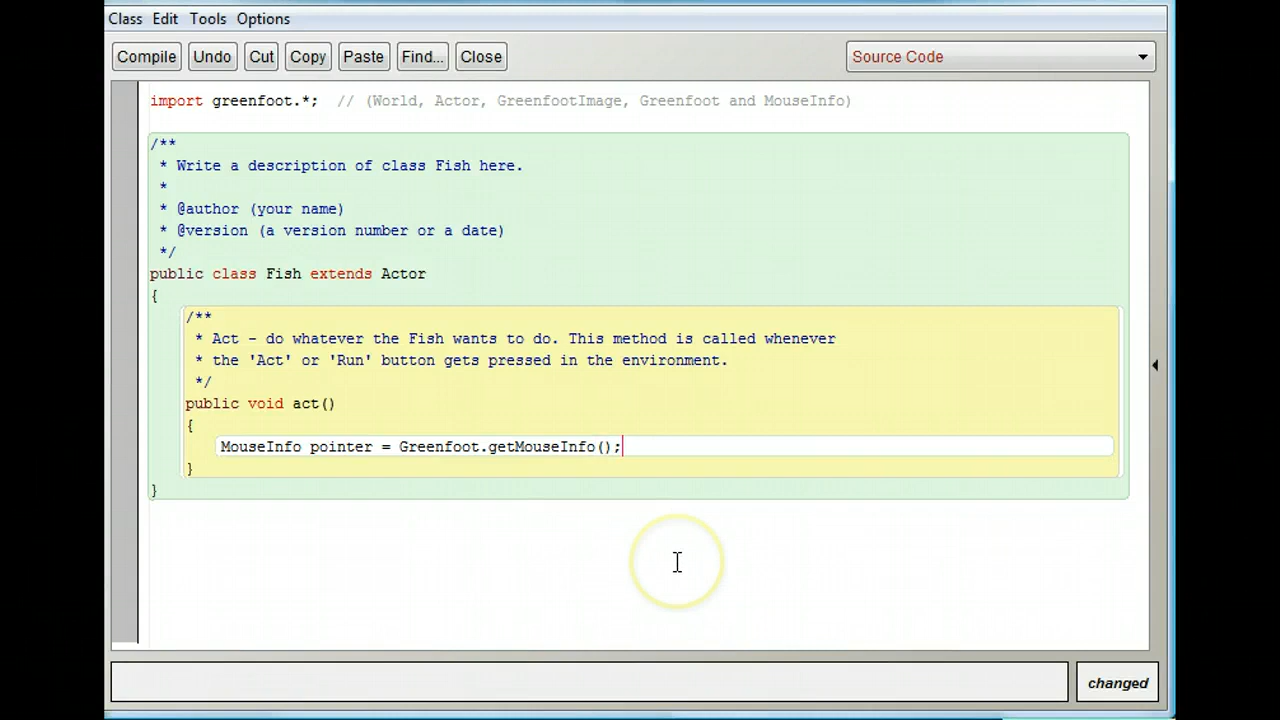 Class Edit Tools Options
Compile Undo Cut Copy Paste Find... Close Source Code
import greenfoot.*;  // (World, Actor, GreenfootImage, Greenfoot and MouseInfo)
/**
 * Write a description of class Fish here.
 *
 * @author (your name)
 * @version (a version number or a date)
 */
public class Fish extends Actor
{
/**
 * Act - do whatever the Fish wants to do. This method is called whenever
 * the 'Act' or 'Run' button gets pressed in the environment.
 */
public void act()
{
MouseInfo pointer = Greenfoot.getMouseInfo();
}
}
changed